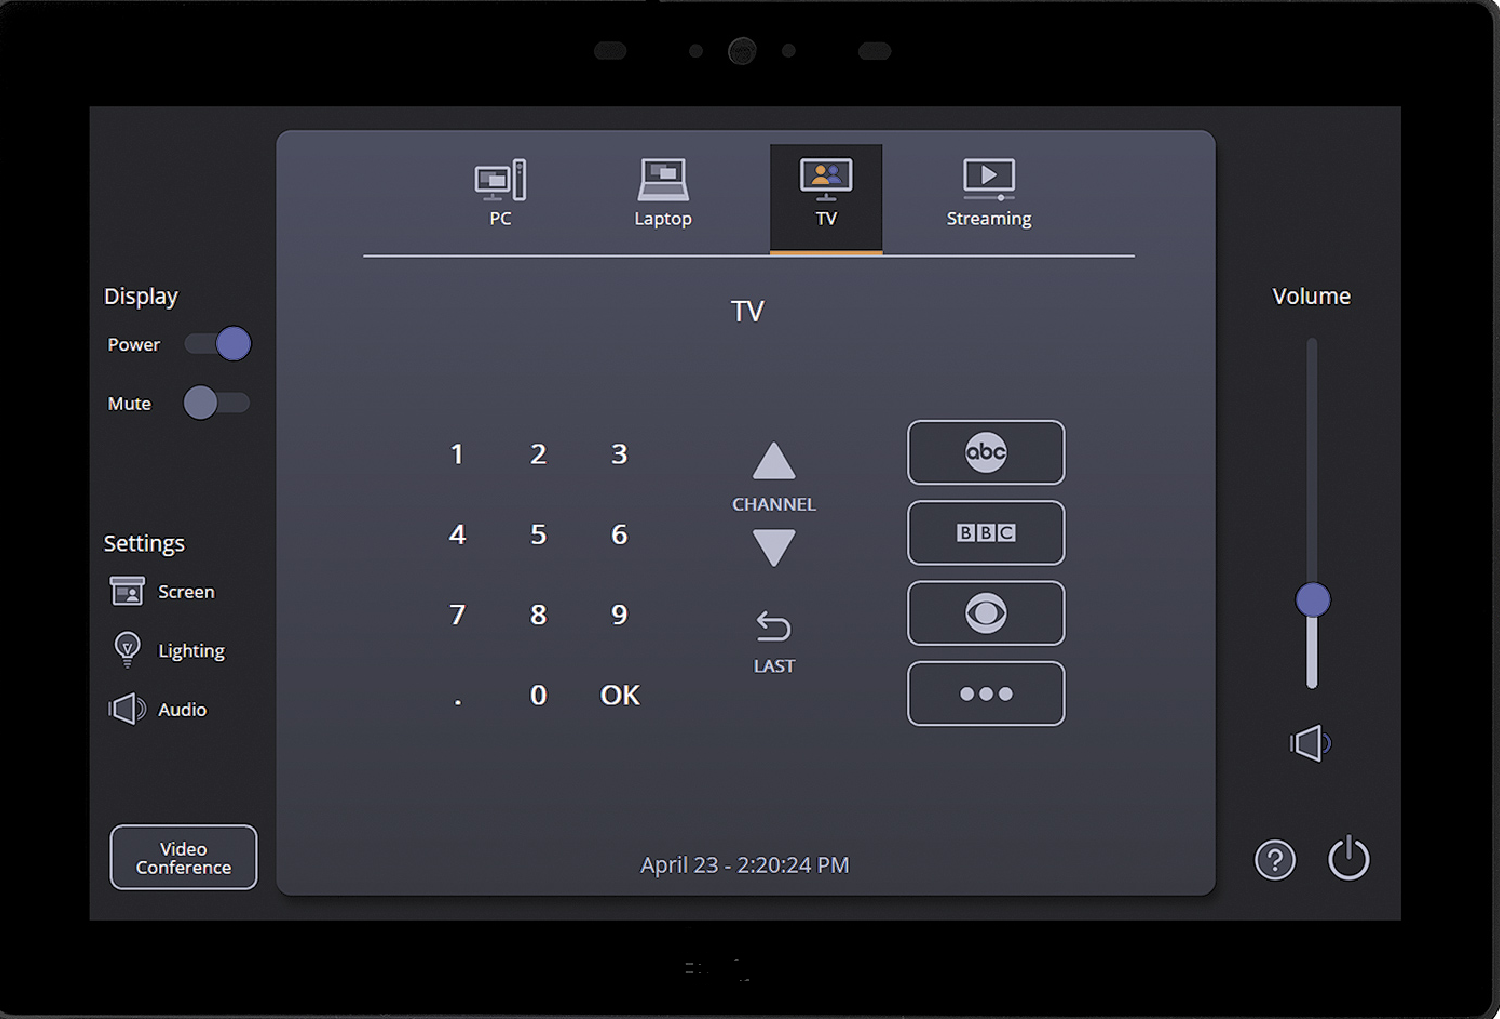 PC
Laptop
TV
Streaming
Display
Power
Mute
Settings
Screen
Lighting
Audio
Video
Conference
TV
1 2 3
4 5 6
7 8 9
. 0 OK
CHANNEL
LAST
abc
BBC
April 23 - 2:20:24 PM
Volume
?